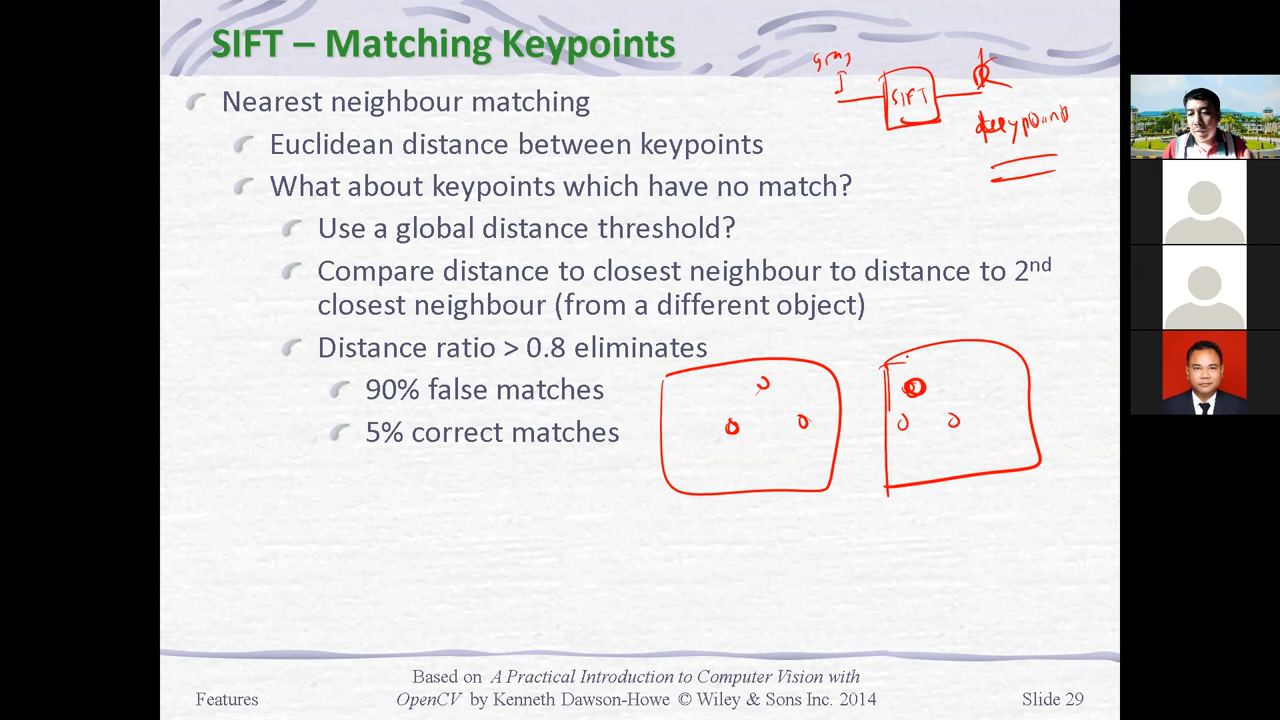 SIFT – Matching Keypoints
Nearest neighbour matching
Euclidean distance between keypoints
What about keypoints which have no match?
Use a global distance threshold?
Compare distance to closest neighbour to distance to 2nd
closest neighbour (from a different object)
Distance ratio > 0.8 eliminates
90% false matches
5% correct matches
gray
I
SIFT
keypoint
Based on A Practical Introduction to Computer Vision with
OpenCV by Kenneth Dawson-Howe © Wiley & Sons Inc. 2014
Features
Slide 29